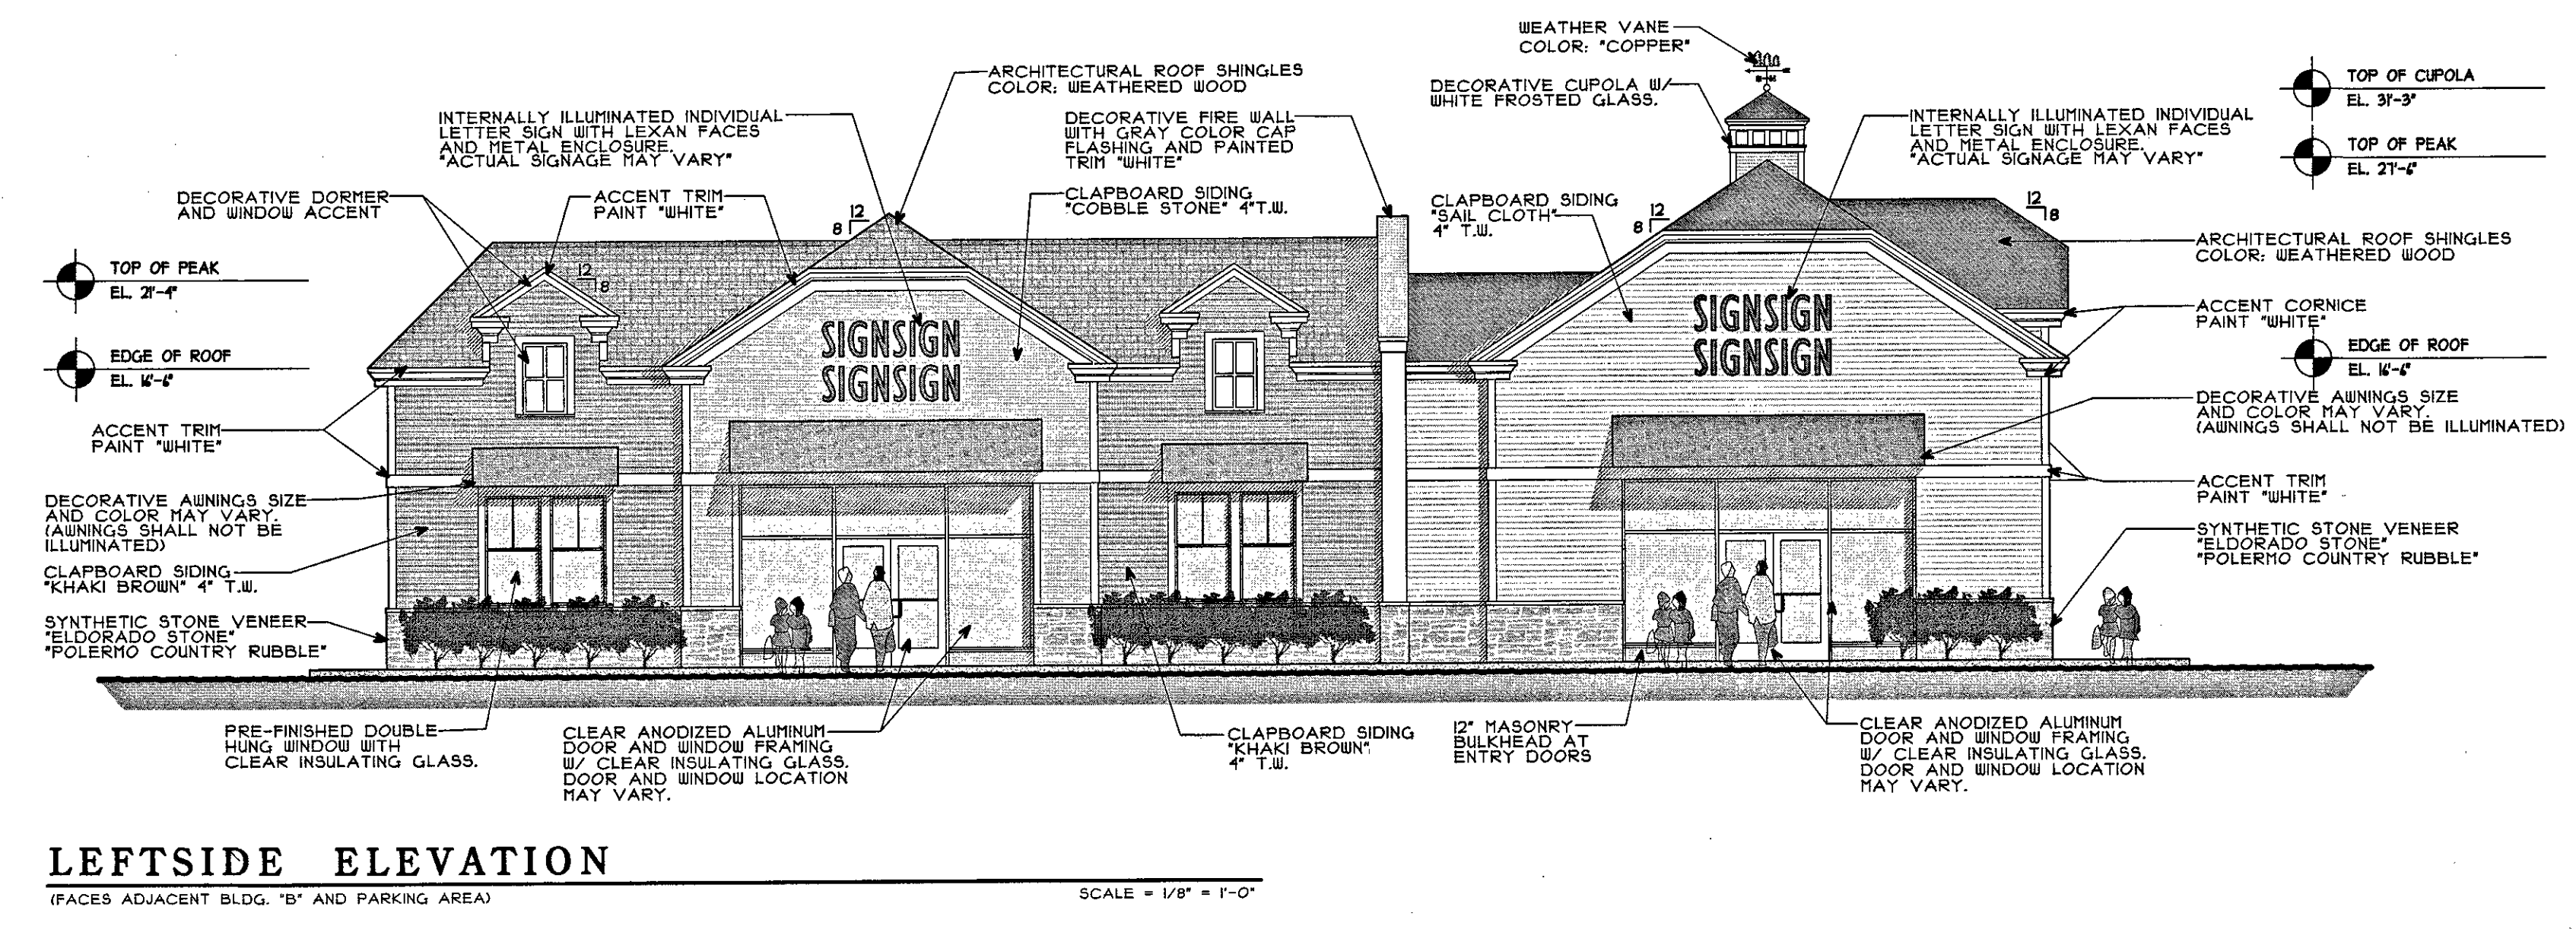 WEATHER VANE
COLOR: "COPPER"
TOP OF CUPOLA
EL. 31'-3"
ARCHITECTURAL ROOF SHINGLES
COLOR: WEATHERED WOOD
DECORATIVE CUPOLA W/
WHITE FROSTED GLASS.
INTERNALLY ILLUMINATED INDIVIDUAL
LETTER SIGN WITH LEXAN FACES
AND METAL ENCLOSURE.
"ACTUAL SIGNAGE MAY VARY"
DECORATIVE FIRE WALL
WITH GRAY COLOR CAP
FLASHING AND PAINTED
TRIM "WHITE"
INTERNALLY ILLUMINATED INDIVIDUAL
LETTER SIGN WITH LEXAN FACES
AND METAL ENCLOSURE.
"ACTUAL SIGNAGE MAY VARY"
TOP OF PEAK
EL. 27'-6"
DECORATIVE DORMER
AND WINDOW ACCENT
ACCENT TRIM
PAINT "WHITE"
CLAPBOARD SIDING
"COBBLE STONE" 4"T.W.
CLAPBOARD SIDING
"SAIL CLOTH"
4" T.W.
12
8
12
8
12
8
12
8
ARCHITECTURAL ROOF SHINGLES
COLOR: WEATHERED WOOD
TOP OF PEAK
EL. 21'-4"
ACCENT CORNICE
PAINT "WHITE"
SIGNSIGN
SIGNSIGN
SIGNSIGN
SIGNSIGN
EDGE OF ROOF
EL. 16'-6"
EDGE OF ROOF
EL. 16'-6"
DECORATIVE AWNINGS SIZE
AND COLOR MAY VARY.
(AWNINGS SHALL NOT BE ILLUMINATED)
ACCENT TRIM
PAINT "WHITE"
ACCENT TRIM
PAINT "WHITE"
DECORATIVE AWNINGS SIZE
AND COLOR MAY VARY.
(AWNINGS SHALL NOT BE
ILLUMINATED)
SYNTHETIC STONE VENEER
"ELDORADO STONE"
"POLERMO COUNTRY RUBBLE"
CLAPBOARD SIDING
"KHAKI BROWN" 4" T.W.
SYNTHETIC STONE VENEER
"ELDORADO STONE"
"POLERMO COUNTRY RUBBLE"
PRE-FINISHED DOUBLE
HUNG WINDOW WITH
CLEAR INSULATING GLASS.
CLEAR ANODIZED ALUMINUM
DOOR AND WINDOW FRAMING
W/ CLEAR INSULATING GLASS.
DOOR AND WINDOW LOCATION
MAY VARY.
CLAPBOARD SIDING
"KHAKI BROWN"
4" T.W.
12" MASONRY
BULKHEAD AT
ENTRY DOORS
CLEAR ANODIZED ALUMINUM
DOOR AND WINDOW FRAMING
W/ CLEAR INSULATING GLASS.
DOOR AND WINDOW LOCATION
MAY VARY.
LEFTSIDE ELEVATION
(FACES ADJACENT BLDG. "B" AND PARKING AREA)
SCALE = 1/8" = 1'-0"